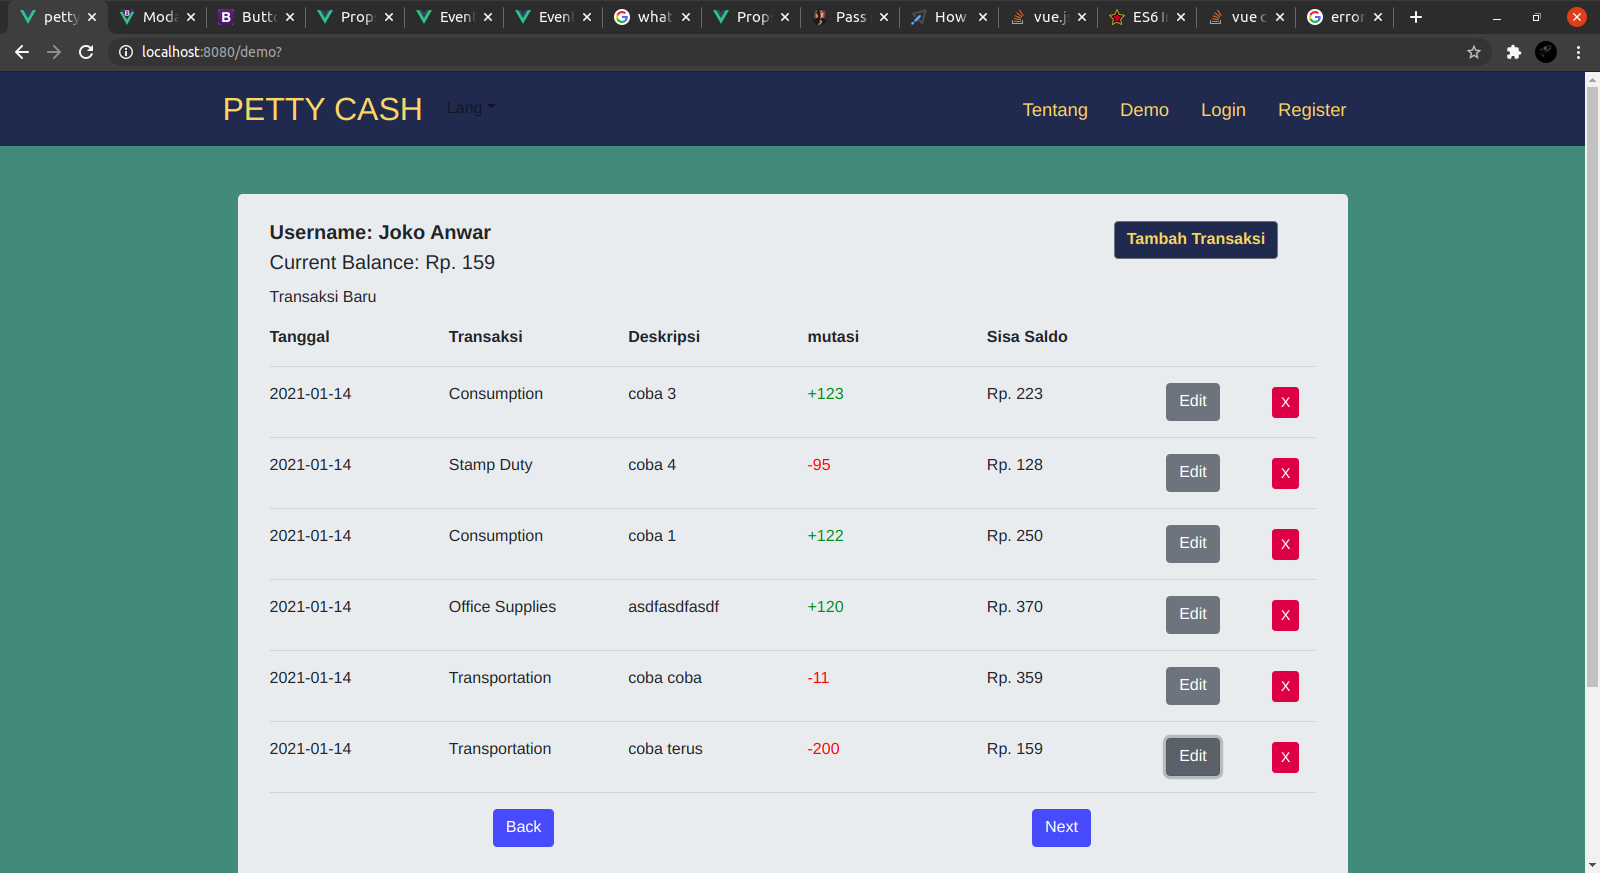 petty
Moda
Butto
Prop
Event
Event
what
Prop
Pass
How
vue.j
ES6 I
vue c
error
localhost:8080/demo?
PETTY CASH Lang Tentang Demo Login Register
Username: Joko Anwar Tambah Transaksi
Current Balance: Rp. 159
Transaksi Baru
Tanggal Transaksi Deskripsi mutasi Sisa Saldo
2021-01-14 Consumption coba 3 +123 Rp. 223 Edit X
2021-01-14 Stamp Duty coba 4 -95 Rp. 128 Edit X
2021-01-14 Consumption coba 1 +122 Rp. 250 Edit X
2021-01-14 Office Supplies asdfasdfasdf +120 Rp. 370 Edit X
2021-01-14 Transportation coba coba -11 Rp. 359 Edit X
2021-01-14 Transportation coba terus -200 Rp. 159 Edit X
Back Next